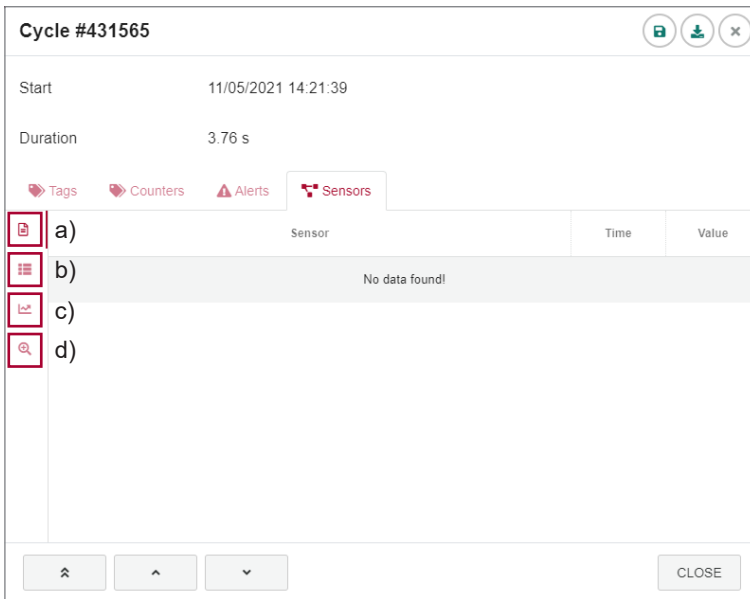 Cycle #431565
Start 11/05/2021 14:21:39
Duration 3.76 s
Tags Counters Alerts Sensors
a) Sensor Time Value
b) No data found!
c)
d)
CLOSE